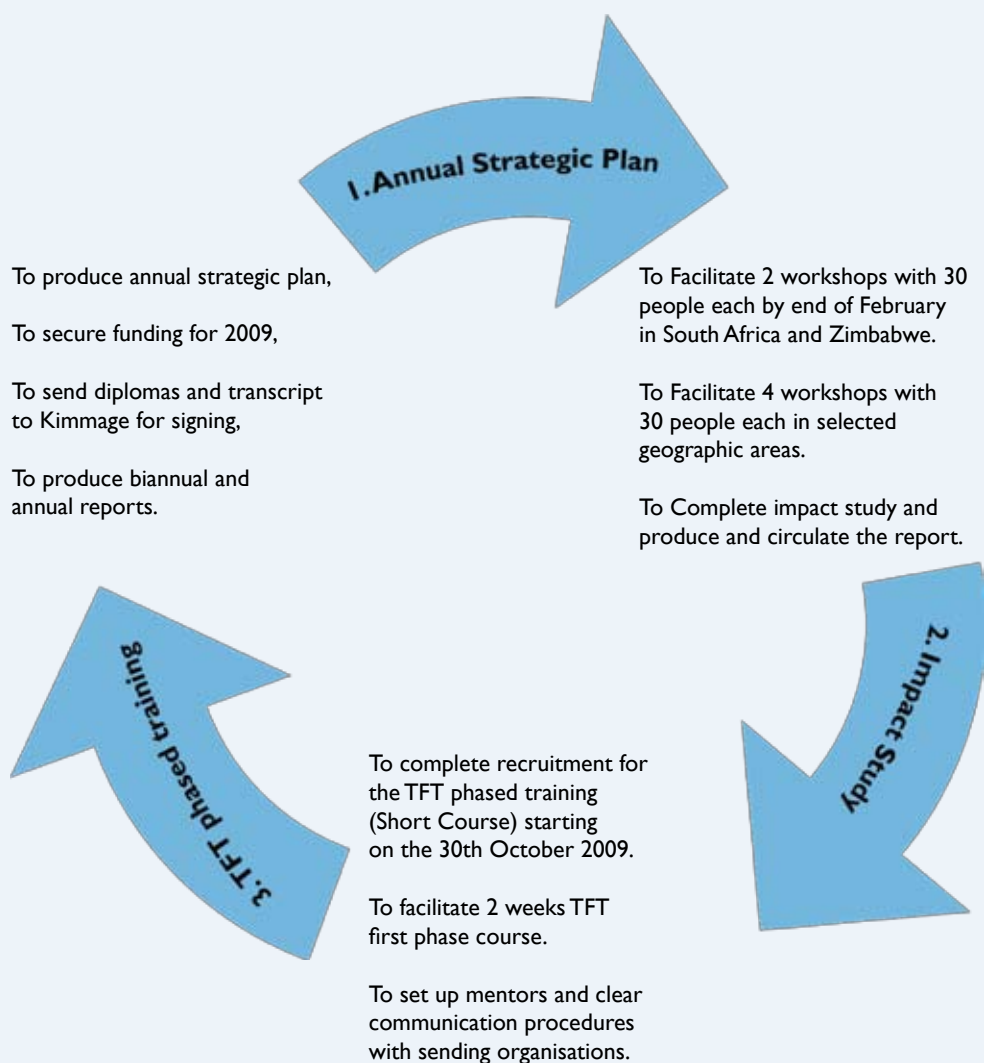 1. Annual Strategic Plan
To produce annual strategic plan,
To secure funding for 2009,
To send diplomas and transcript
to Kimmage for signing,
To produce biannual and
annual reports.
To Facilitate 2 workshops with 30
people each by end of February
in South Africa and Zimbabwe.
To Facilitate 4 workshops with
30 people each in selected
geographic areas.
To Complete impact study and
produce and circulate the report.
2. Impact Study
3. TFT phased training
To complete recruitment for
the TFT phased training
(Short Course) starting
on the 30th October 2009.
To facilitate 2 weeks TFT
first phase course.
To set up mentors and clear
communication procedures
with sending organisations.